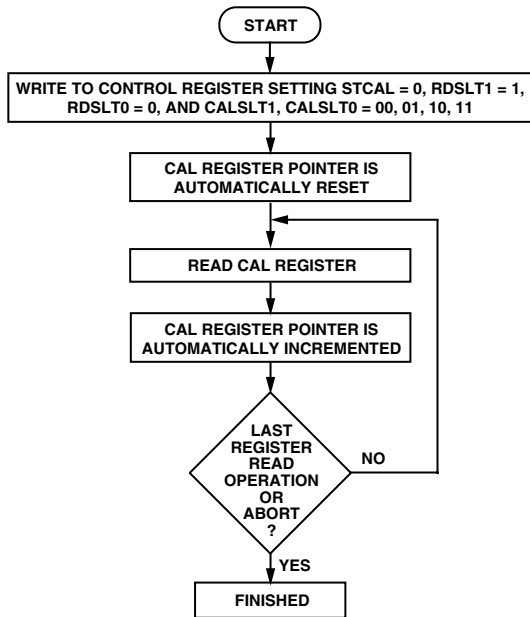 START
WRITE TO CONTROL REGISTER SETTING STCAL = 0, RDSLT1 = 1,
RDSLT0 = 0, AND CALSLT1, CALSLT0 = 00, 01, 10, 11
CAL REGISTER POINTER IS
AUTOMATICALLY RESET
READ CAL REGISTER
CAL REGISTER POINTER IS
AUTOMATICALLY INCREMENTED
LAST
REGISTER
READ
OPERATION
OR
ABORT
?
NO
YES
FINISHED